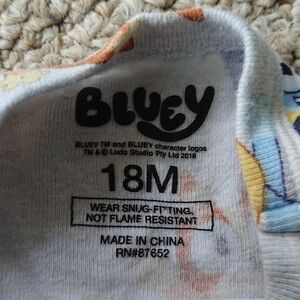 BLUEY
BLUEY TM and BLUEY character logos
TM & © Ludo Studio Pty Ltd 2018
18M
WEAR SNUG-FITTING,
NOT FLAME RESISTANT
MADE IN CHINA
RN#87652